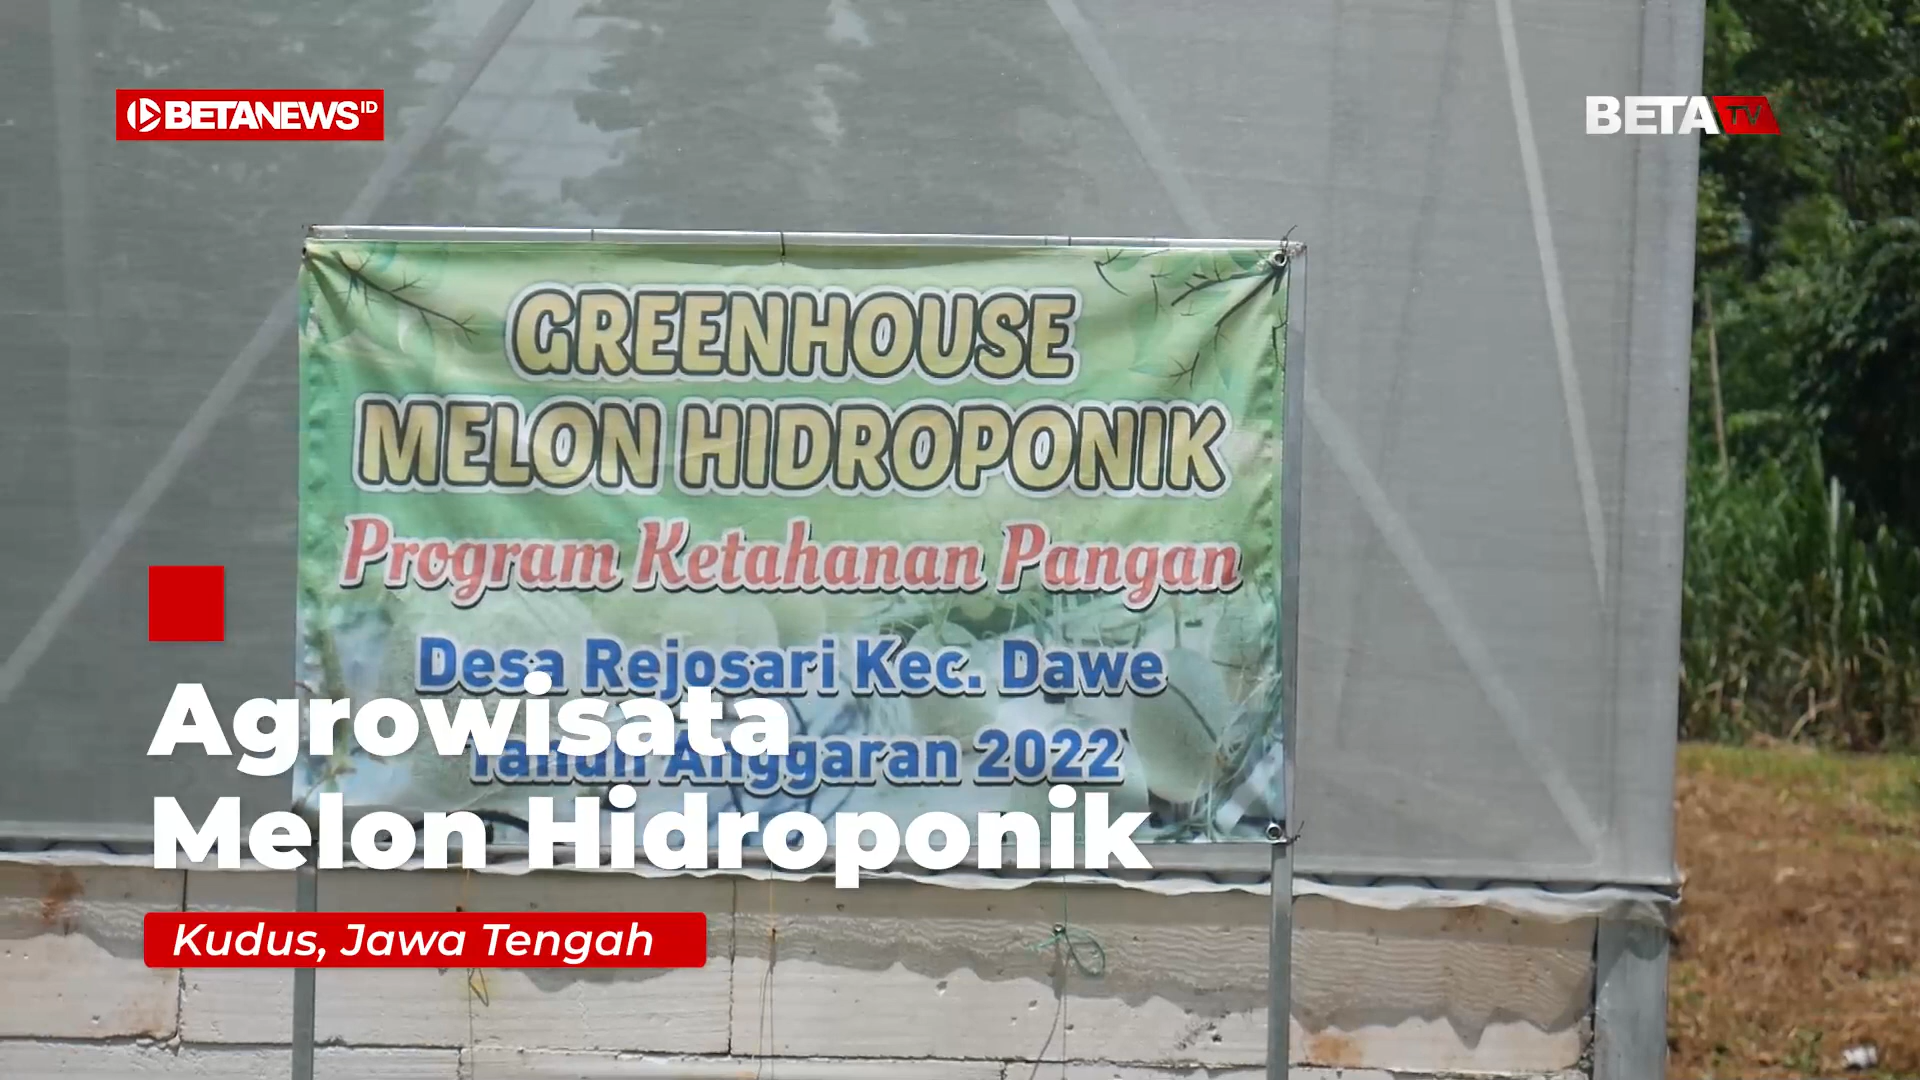 BETANEWS ID
BETA TV
GREENHOUSE
MELON HIDROPONIK
Program Ketahanan Pangan
Desa Rejosari Kec. Dawe
Tahun Anggaran 2022
Agrowisata
Melon Hidroponik
Kudus, Jawa Tengah